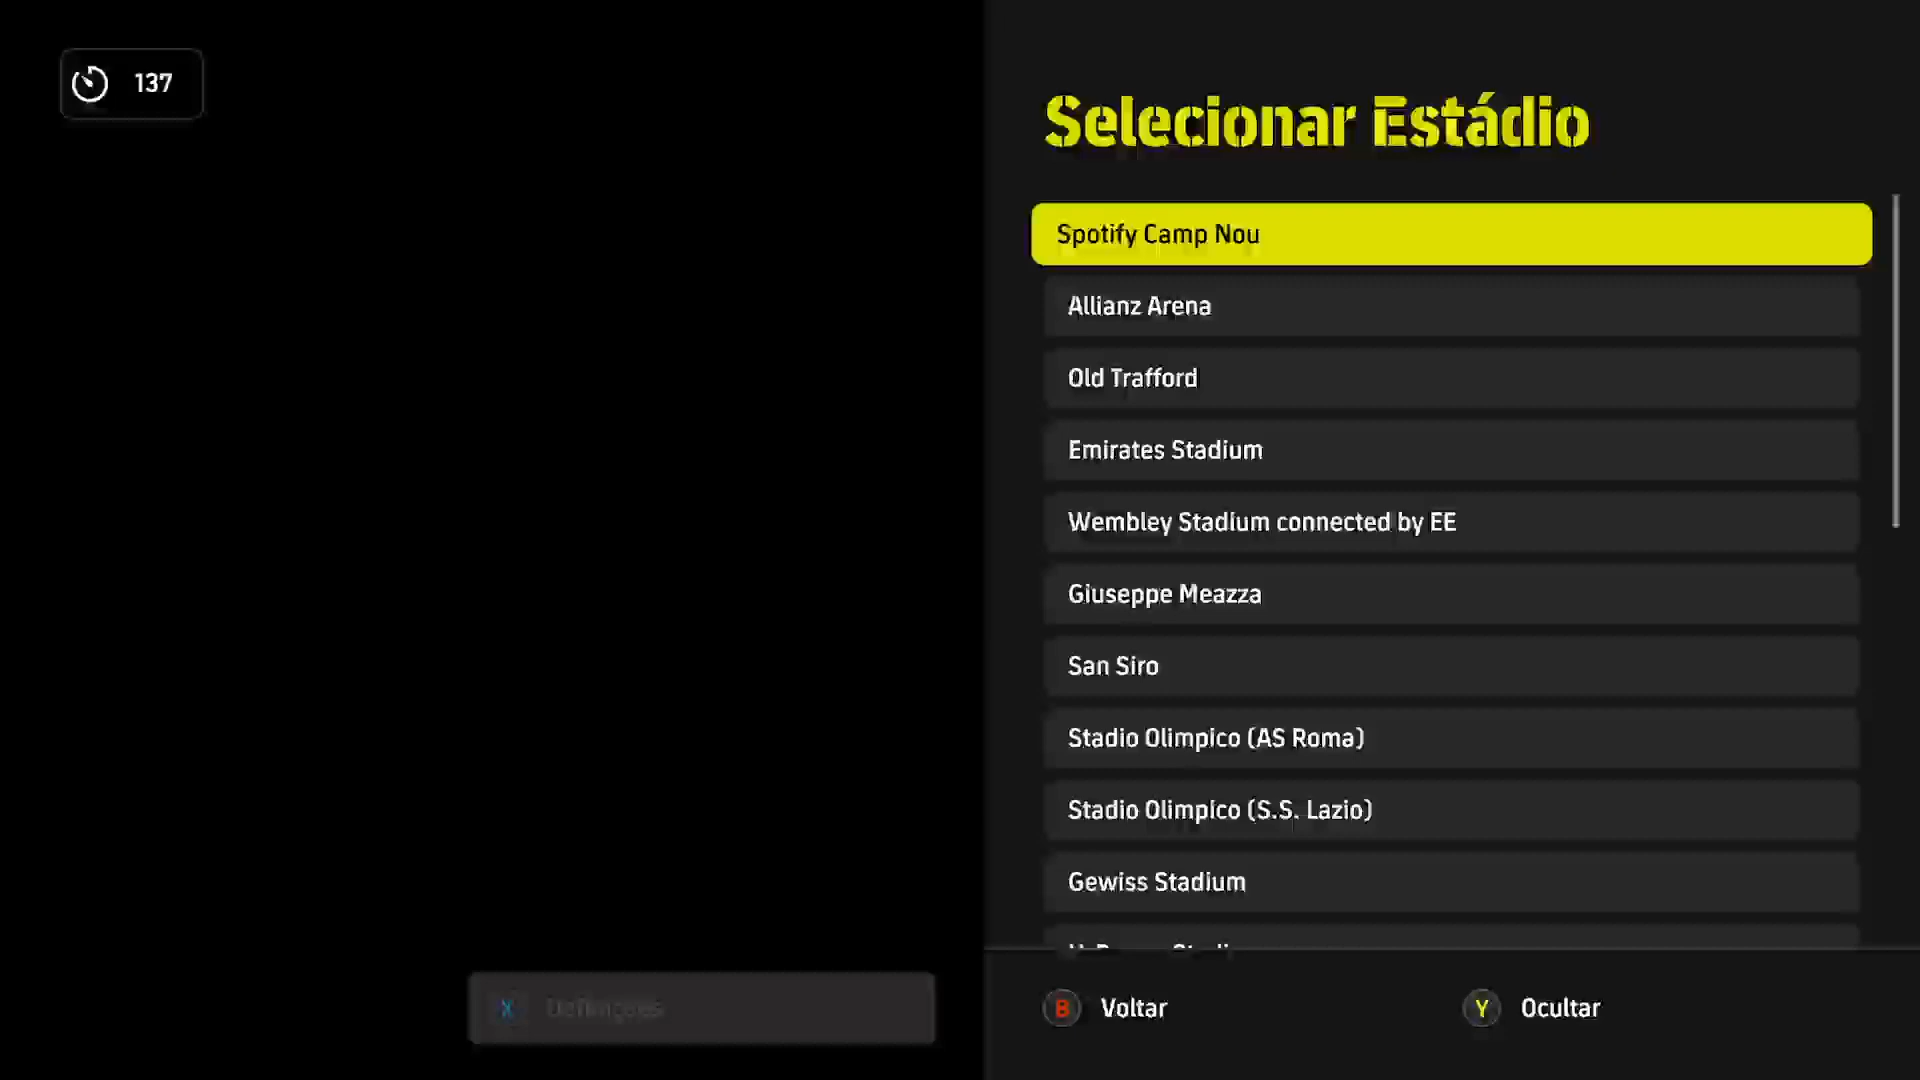 137
Selecionar Estádio
Spotify Camp Nou
Allianz Arena
Old Trafford
Emirates Stadium
Wembley Stadium connected by EE
Giuseppe Meazza
San Siro
Stadio Olimpico (AS Roma)
Stadio Olimpico (S.S. Lazio)
Gewiss Stadium
X Definições
B Voltar
Y Ocultar